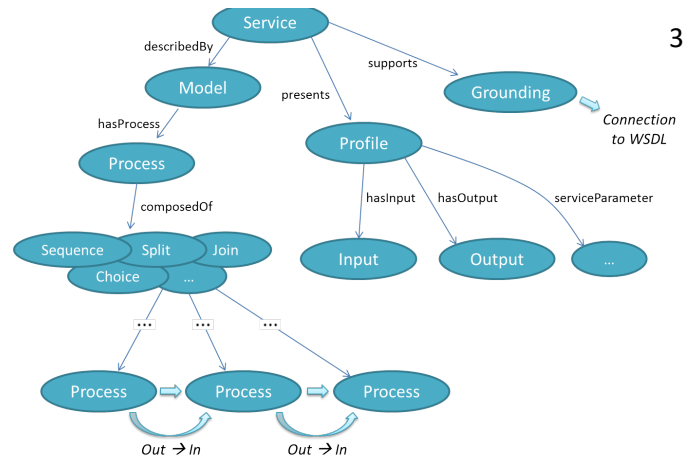 Service
3
describedBy
supports
Model
presents
Grounding
Connection
to WSDL
hasProcess
Process
Profile
composedOf
hasInput
hasOutput
serviceParameter
Sequence
Split
Join
Input
Output
...
Choice
...
...
...
...
Process
Process
Process
Out → In
Out → In